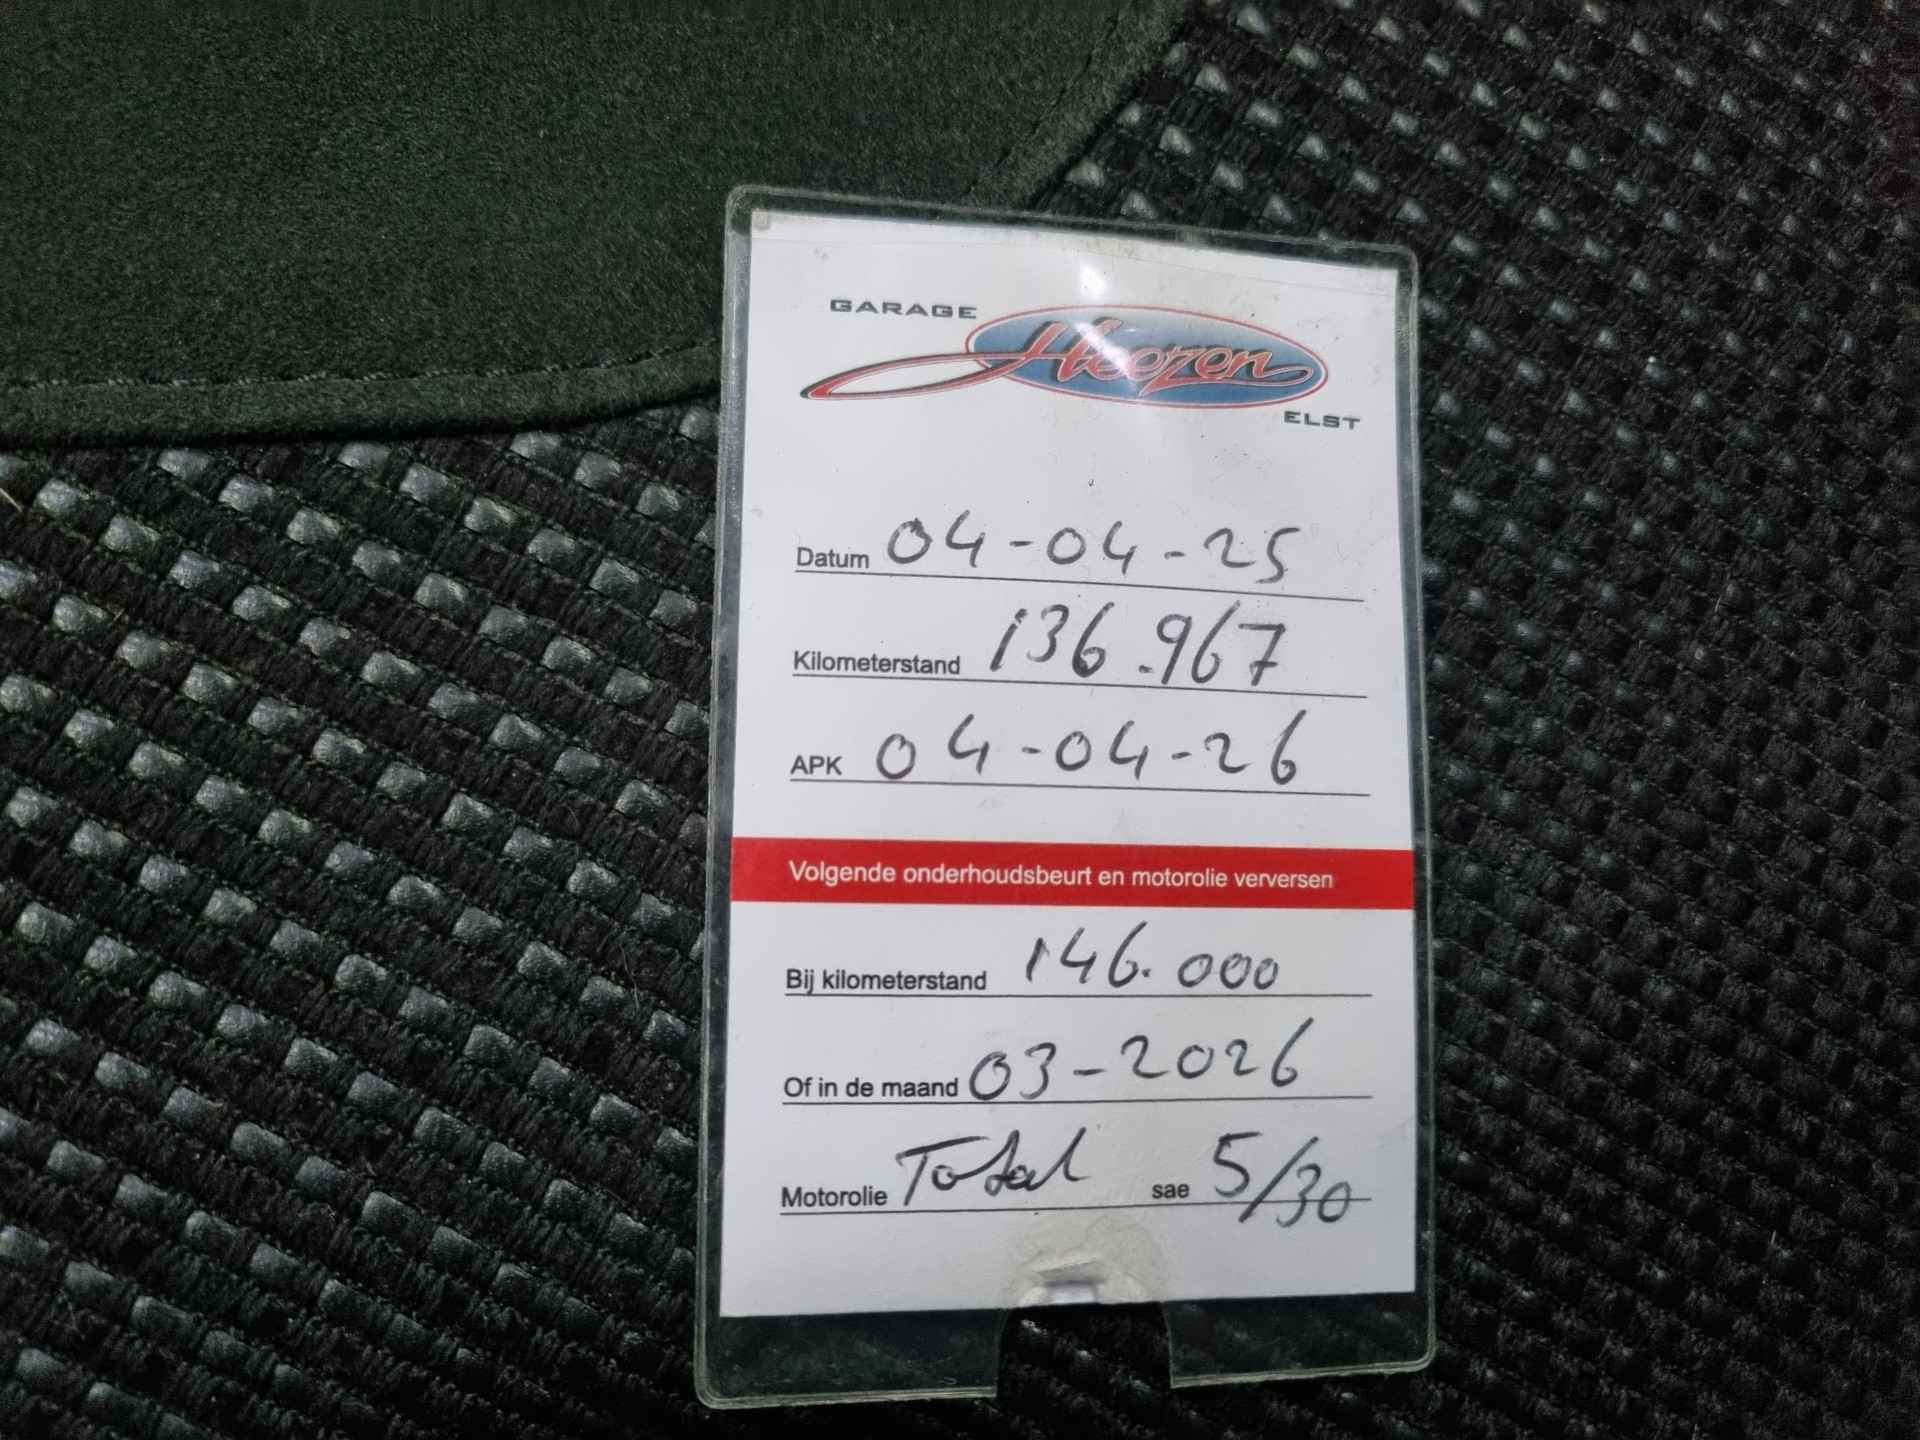 GARAGE
Heezen
ELST
Datum 04-04-25
Kilometerstand 136.967
APK 04-04-26
Volgende onderhoudsbeurt en motorolie verversen
Bij kilometerstand 146.000
Of in de maand 03-2026
Motorolie Total sae 5/30